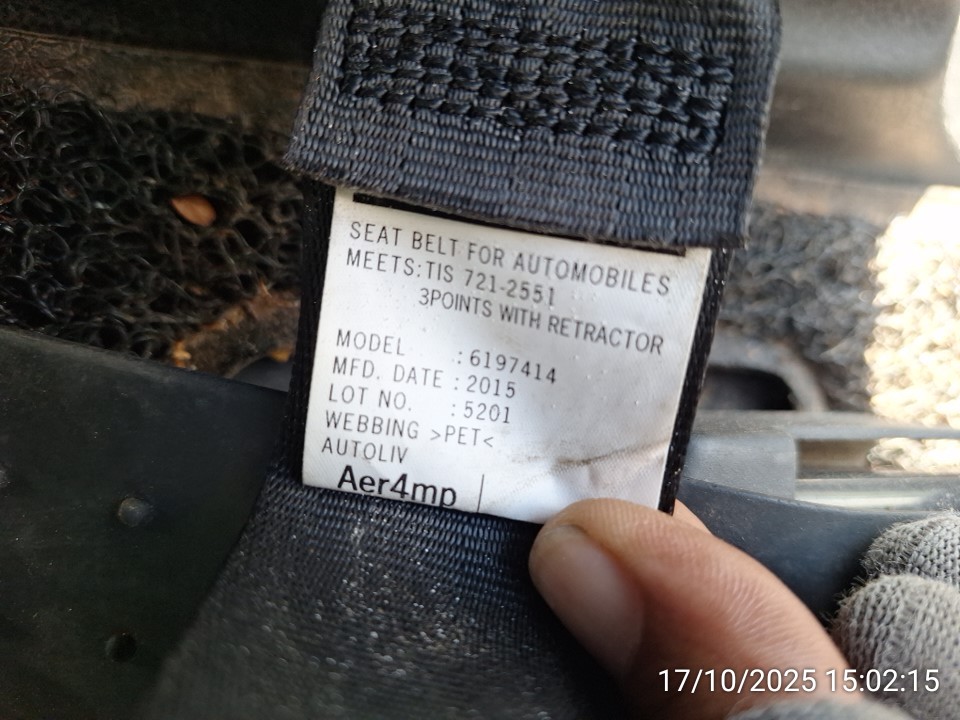 SEAT BELT FOR AUTOMOBILES
MEETS:TIS 721-2551
3POINTS WITH RETRACTOR
MODEL : 6197414
MFD. DATE : 2015
LOT NO. : 5201
WEBBING >PET<
AUTOLIV
Aer4mp |
17/10/2025 15:02:15